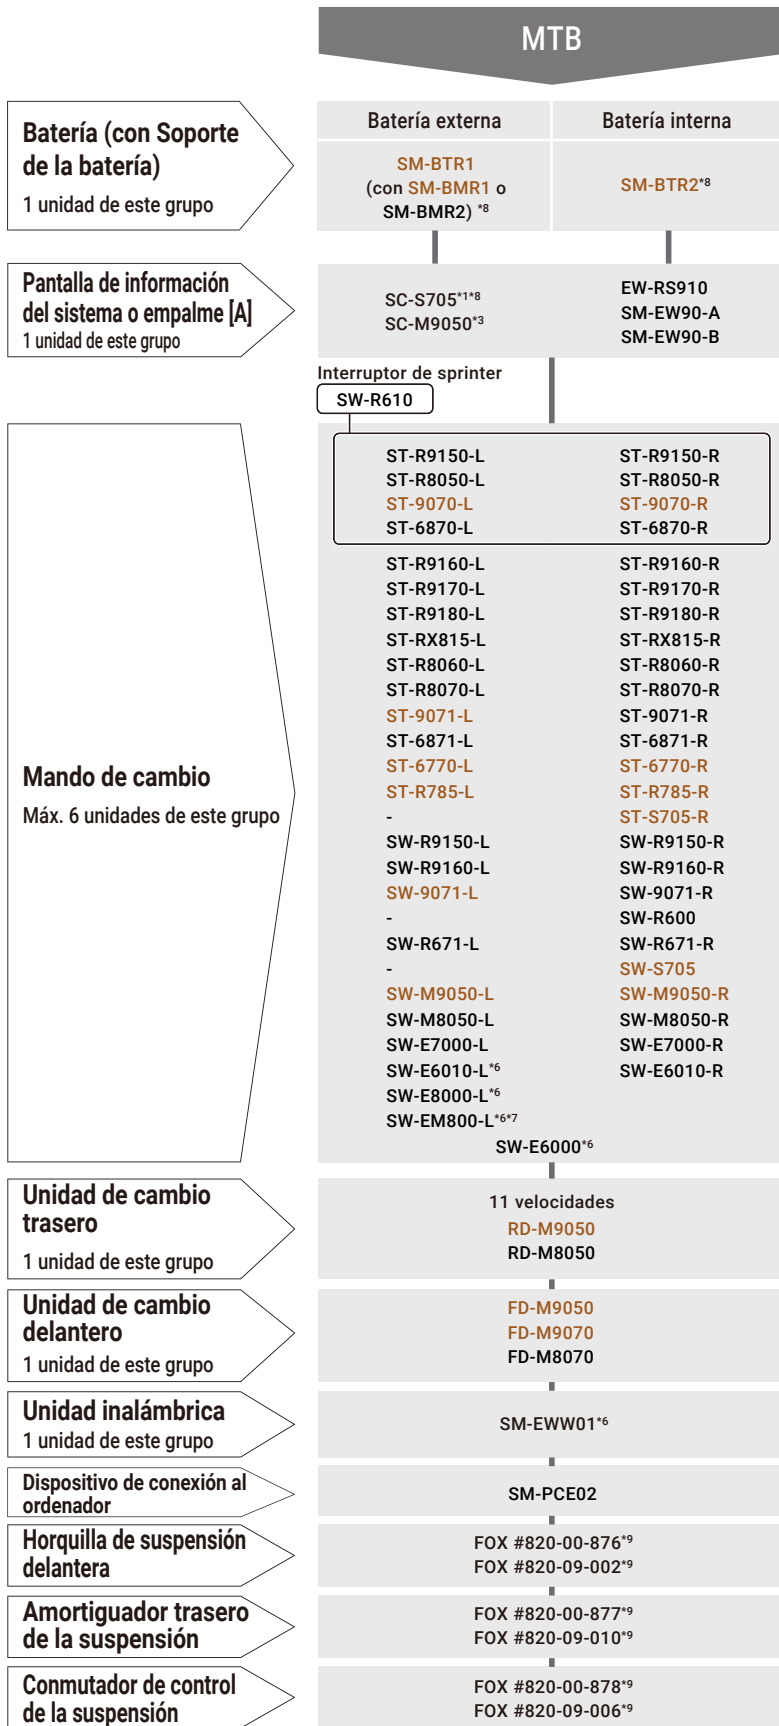 MTB
Batería (con Soporte
de la batería)
1 unidad de este grupo
Batería externa
Batería interna
SM-BTR1
(con SM-BMR1 o
SM-BMR2) *8
SM-BTR2*8
Pantalla de información
del sistema o empalme [A]
1 unidad de este grupo
SC-S705*1*8
SC-M9050*3
EW-RS910
SM-EW90-A
SM-EW90-B
Interruptor de sprinter
SW-R610
Mando de cambio
Máx. 6 unidades de este grupo
ST-R9150-L ST-R9150-R
ST-R8050-L ST-R8050-R
ST-9070-L ST-9070-R
ST-6870-L ST-6870-R
ST-R9160-L ST-R9160-R
ST-R9170-L ST-R9170-R
ST-R9180-L ST-R9180-R
ST-RX815-L ST-RX815-R
ST-R8060-L ST-R8060-R
ST-R8070-L ST-R8070-R
ST-9071-L ST-9071-R
ST-6871-L ST-6871-R
ST-6770-L ST-6770-R
ST-R785-L ST-R785-R
- ST-S705-R
SW-R9150-L SW-R9150-R
SW-R9160-L SW-R9160-R
SW-9071-L SW-9071-R
- SW-R600
SW-R671-L SW-R671-R
- SW-S705
SW-M9050-L SW-M9050-R
SW-M8050-L SW-M8050-R
SW-E7000-L SW-E7000-R
SW-E6010-L*6 SW-E6010-R
SW-E8000-L*6
SW-EM800-L*6*7
SW-E6000*6
Unidad de cambio
trasero
1 unidad de este grupo
11 velocidades
RD-M9050
RD-M8050
Unidad de cambio
delantero
1 unidad de este grupo
FD-M9050
FD-M9070
FD-M8070
Unidad inalámbrica
1 unidad de este grupo
SM-EWW01*6
Dispositivo de conexión al
ordenador
SM-PCE02
Horquilla de suspensión
delantera
FOX #820-00-876*9
FOX #820-09-002*9
Amortiguador trasero
de la suspensión
FOX #820-00-877*9
FOX #820-09-010*9
Conmutador de control
de la suspensión
FOX #820-00-878*9
FOX #820-09-006*9